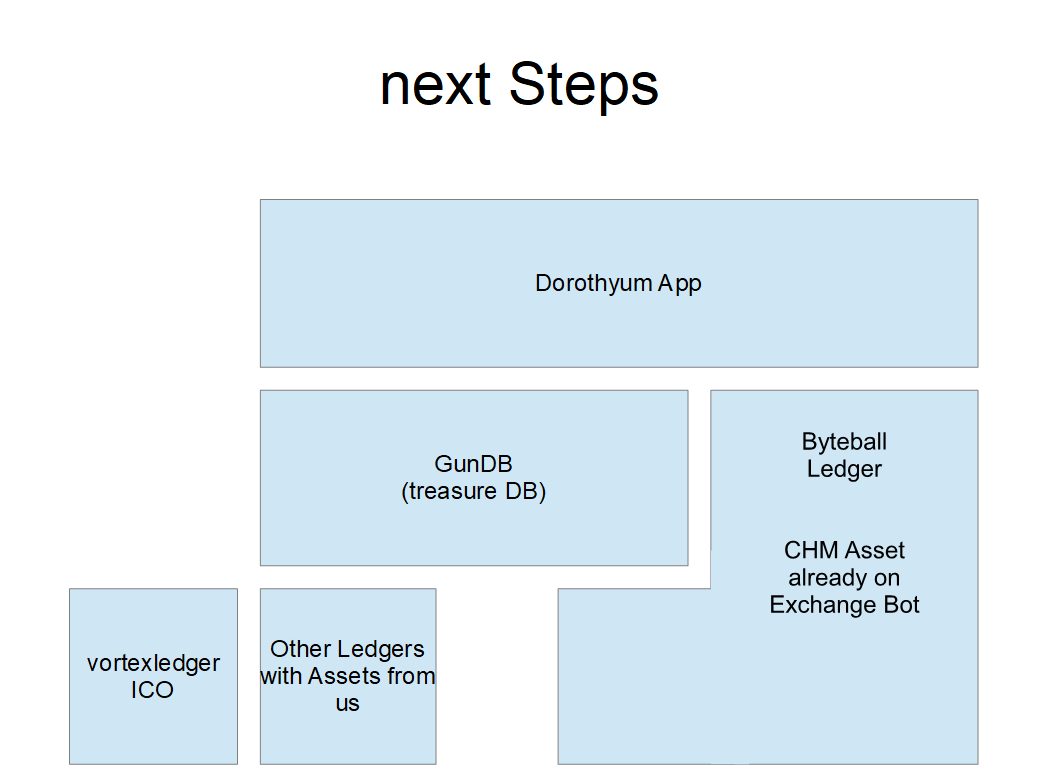 next Steps
Dorothyum App
GunDB
(treasure DB)
Byteball
Ledger
CHM Asset
already on
Exchange Bot
vortexledger
ICO
Other Ledgers
with Assets from
us